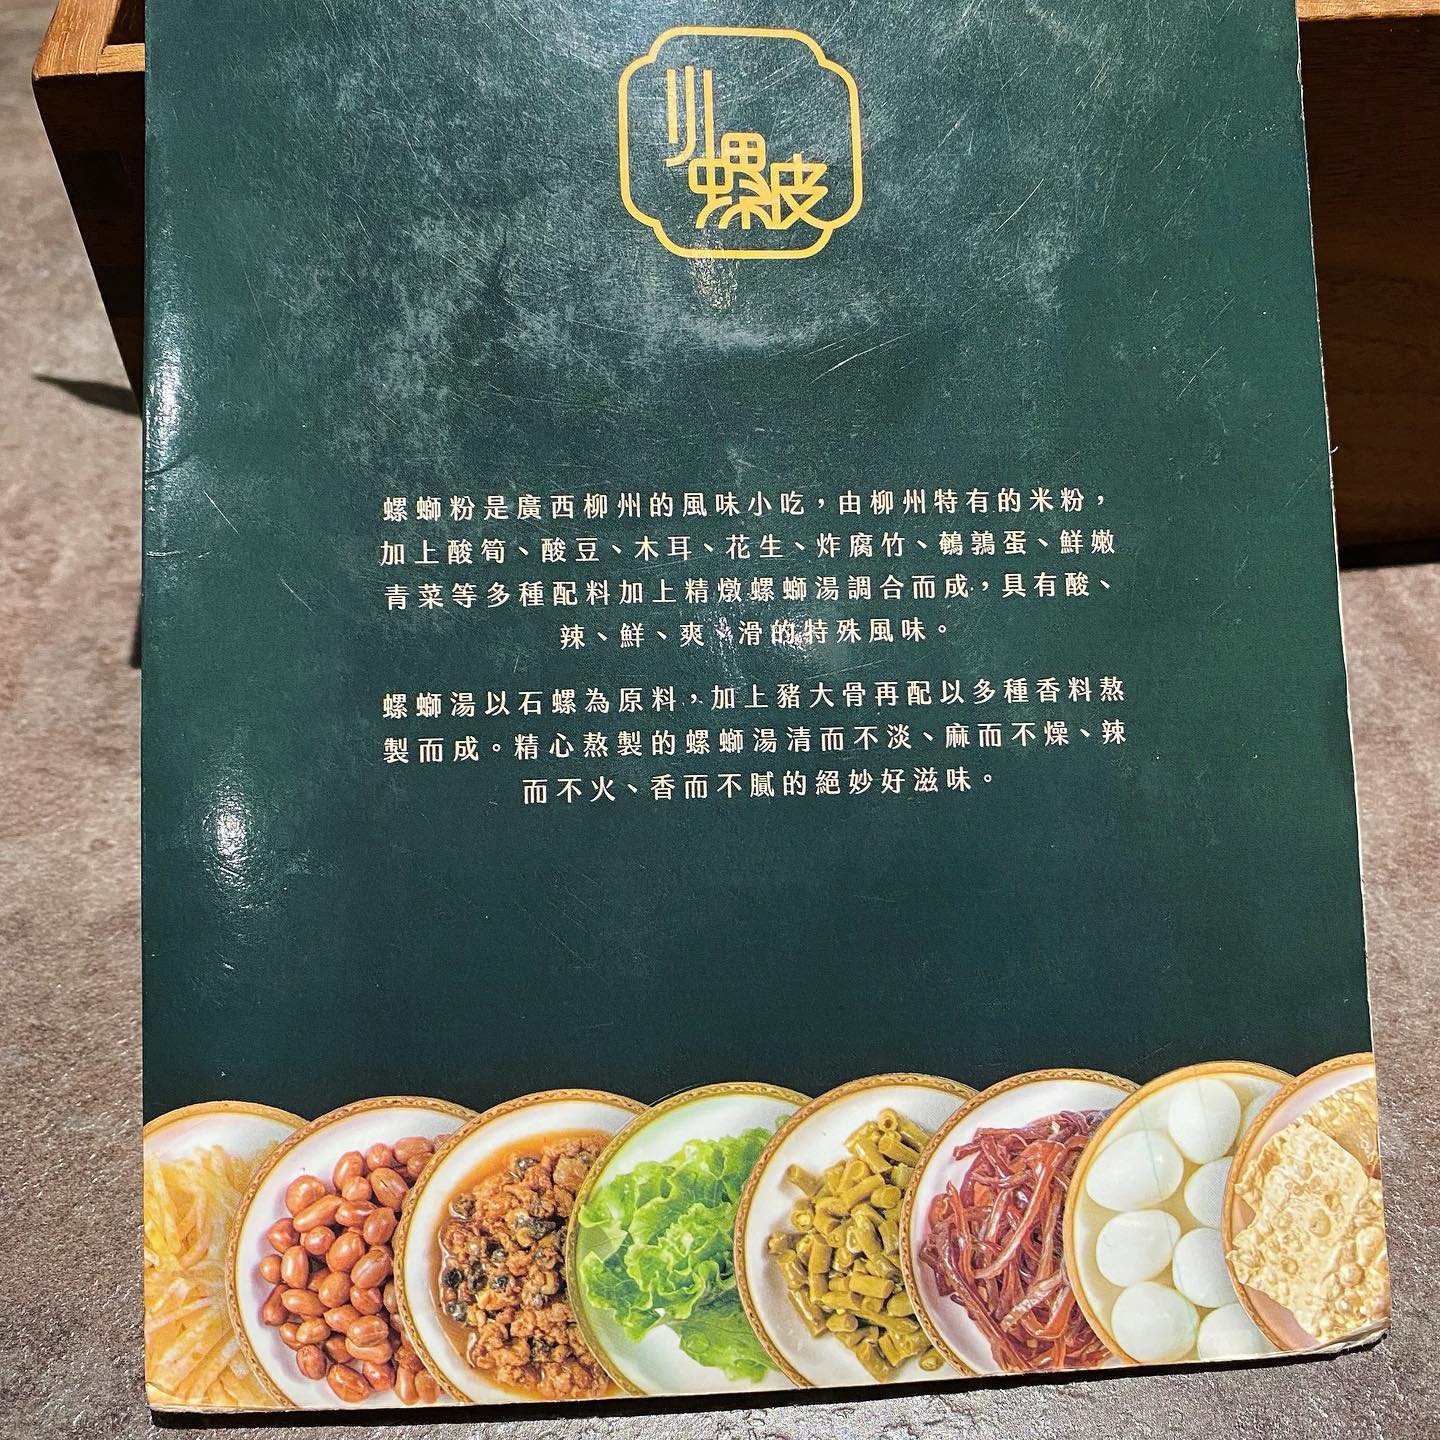 小螺皮
螺螄粉是廣西柳州的風味小吃，由柳州特有的米粉，
加上酸筍、酸豆、木耳、花生、炸腐竹、鵪鶉蛋、鮮嫩
青菜等多種配料加上精燉螺螄湯調合而成，具有酸、
辣、鮮、爽、滑的特殊風味。
螺螄湯以石螺為原料，加上豬大骨再配以多種香料熬
製而成。精心熬製的螺螄湯清而不淡、麻而不燥、辣
而不火、香而不膩的絕妙好滋味。